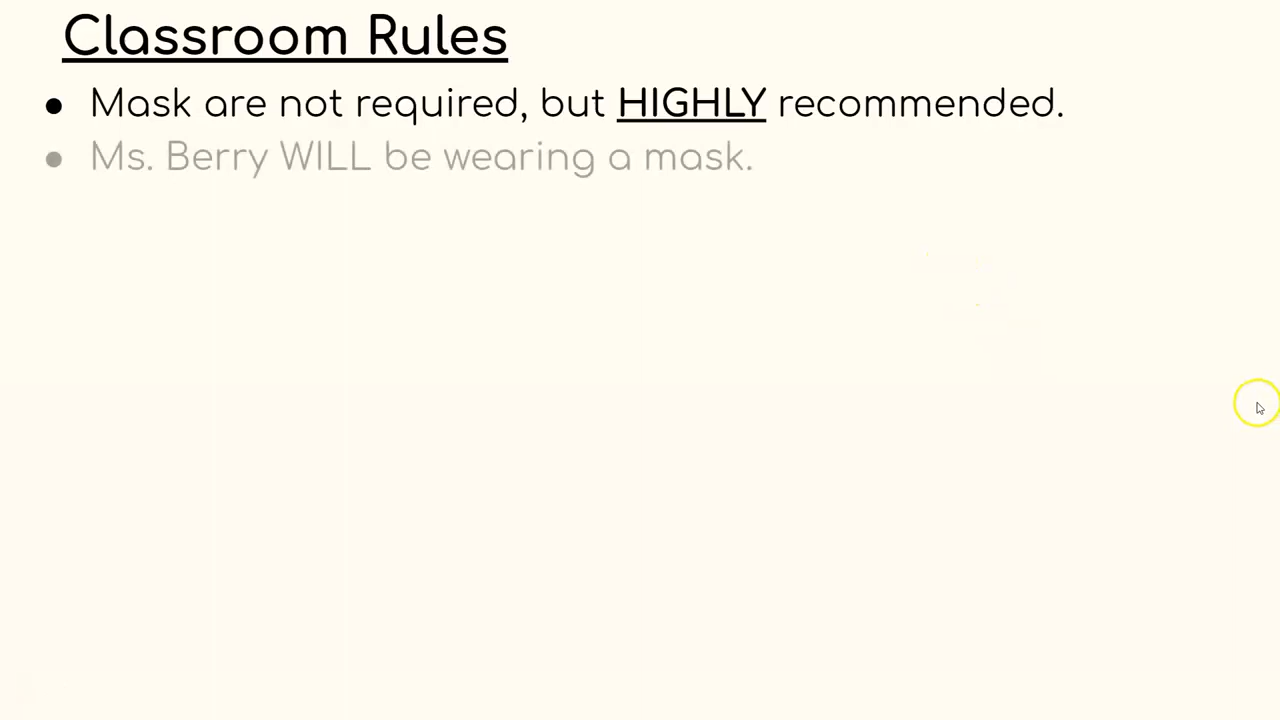 Classroom Rules
● Mask are not required, but HIGHLY recommended.
● Ms. Berry WILL be wearing a mask.